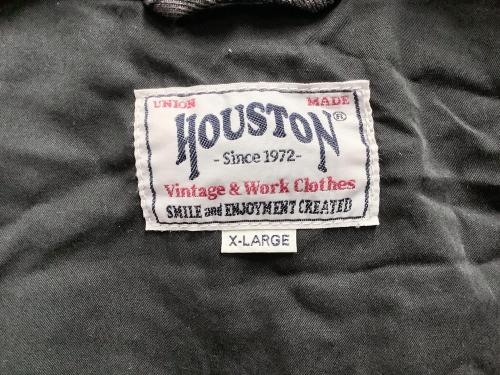 UNION MADE
HOUSTON®
- Since 1972-
Vintage & Work Clothes
SMILE and ENJOYMENT CREATED
X-LARGE